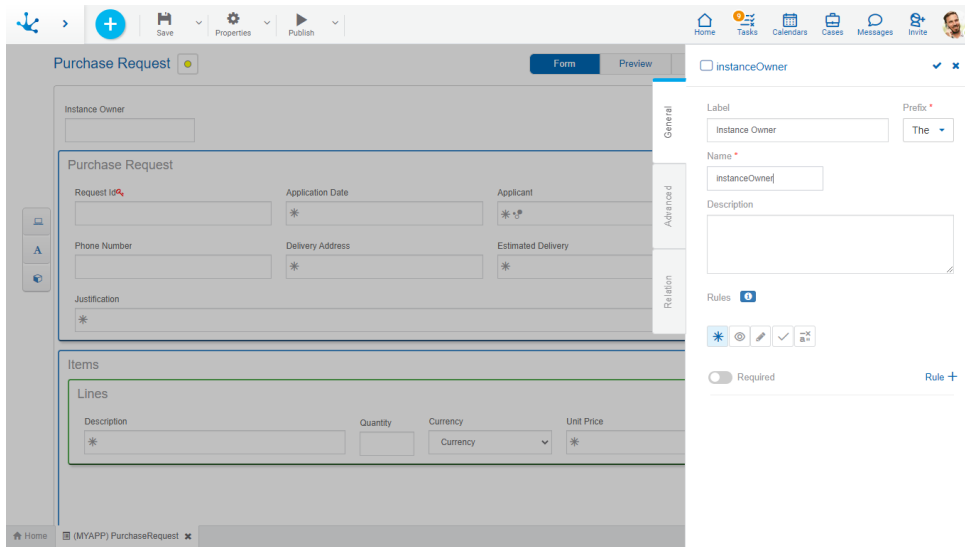 Save
Properties
Publish
Home
9
Tasks
Calendars
Cases
Messages
Invite
Purchase Request
Form
Preview
Instance Owner
Purchase Request
Request Id
Application Date
Applicant
Phone Number
Delivery Address
Estimated Delivery
Justification
Items
Lines
Description
Quantity
Currency
Unit Price
Currency
A
General
Advanced
Relation
instanceOwner
Label
Prefix *
Instance Owner
The
Name *
instanceOwner
Description
Rules
Required
Rule +
Home
(MYAPP) PurchaseRequest